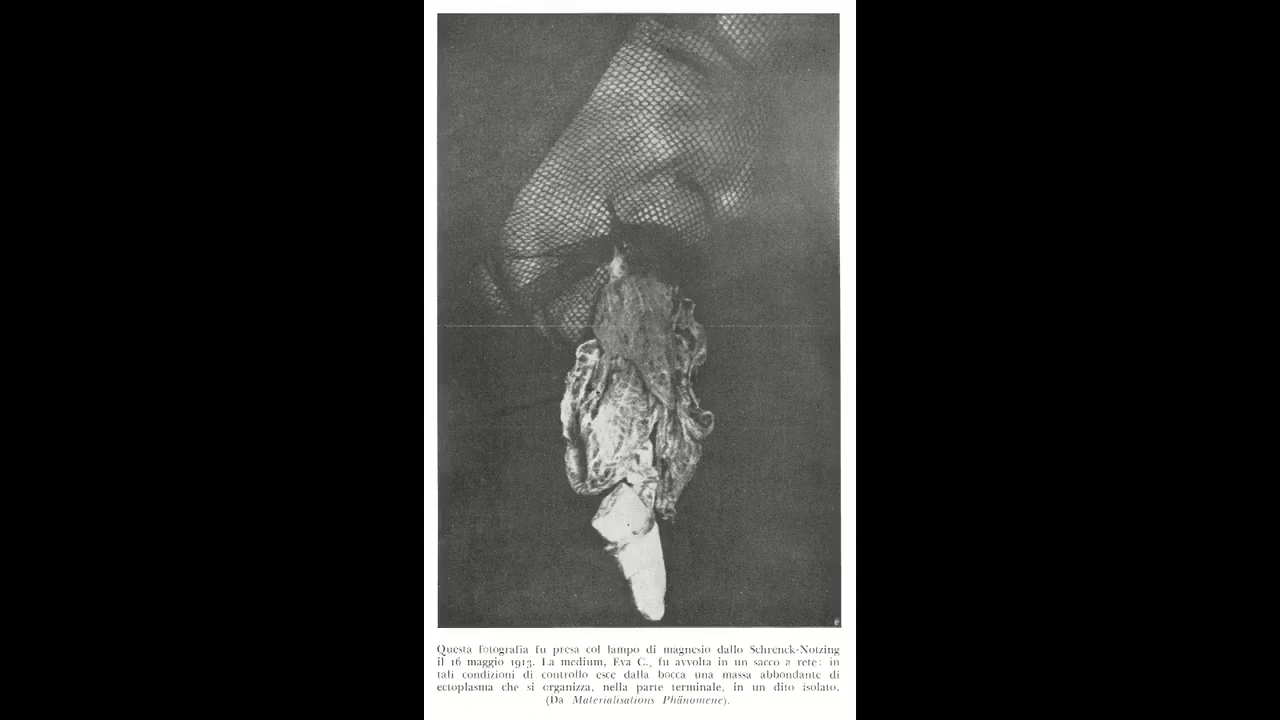 Questa fotografia fu presa col lampo di magnesio dallo Schrenck-Notzing
il 16 maggio 1913. La medium, Eva C., fu avvolta in un sacco a rete: in
tali condizioni di controllo esce dalla bocca una massa abbondante di
ectoplasma che si organizza, nella parte terminale, in un dito isolato.
(Da Materialisations Phänomene).